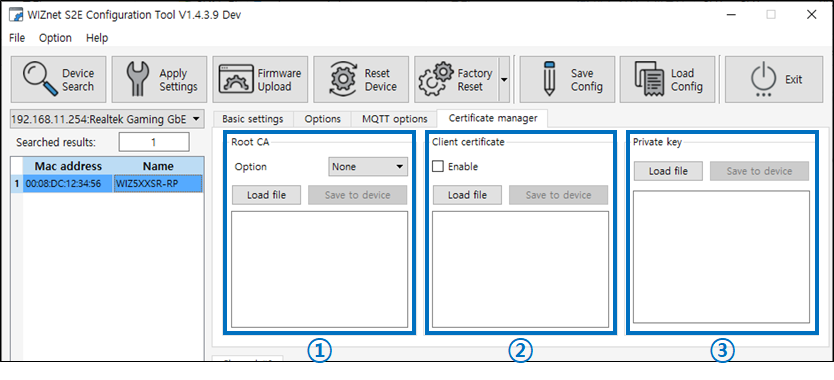 WIZnet S2E Configuration Tool V1.4.3.9 Dev
File Option Help
Device Search
Apply Settings
Firmware Upload
Reset Device
Factory Reset
Save Config
Load Config
Exit
192.168.11.254:Realtek Gaming GbE
Basic settings Options MQTT options Certificate manager
Searched results: 1
Mac address Name
1 00:08:DC:12:34:56 WIZ5XXSR-RP
Root CA
Option None
Load file Save to device
Client certificate
Enable
Load file Save to device
Private key
Load file Save to device
① ② ③